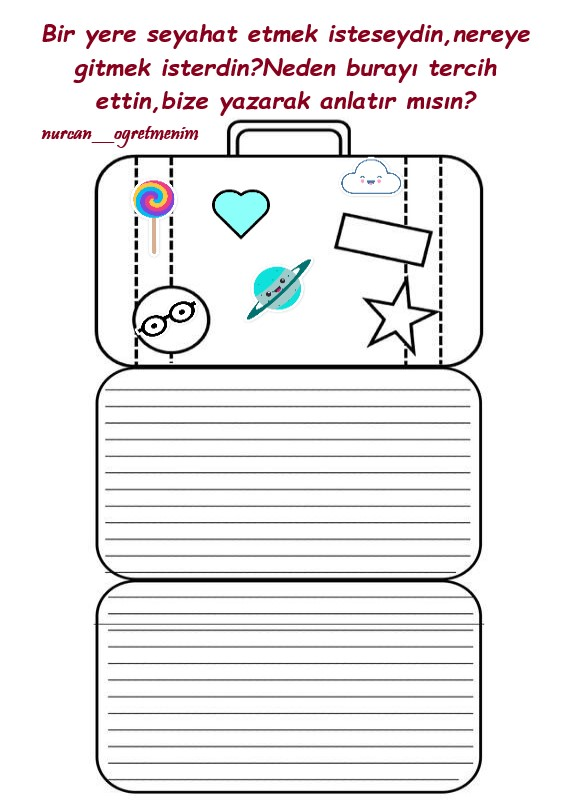 Bir yere seyahat etmek isteseydin,nereye
gitmek isterdin?Neden burayı tercih
ettin,bize yazarak anlatır mısın?
nurcan__ogretmenim